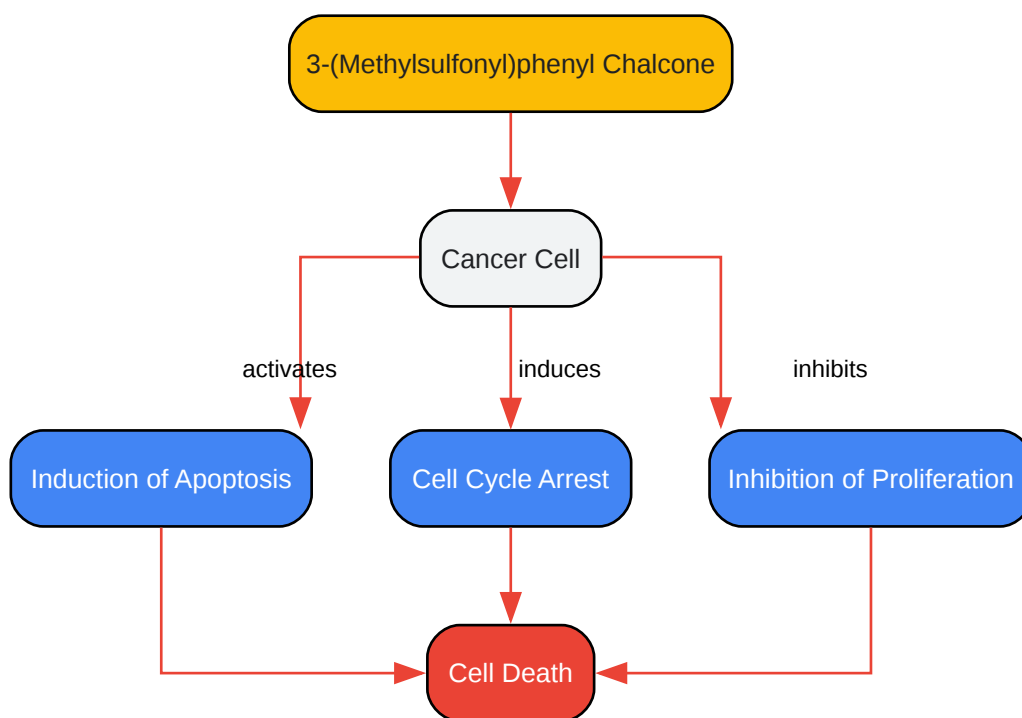 3-(Methylsulfonyl)phenyl Chalcone
Cancer Cell
activates
induces
inhibits
Induction of Apoptosis
Cell Cycle Arrest
Inhibition of Proliferation
Cell Death